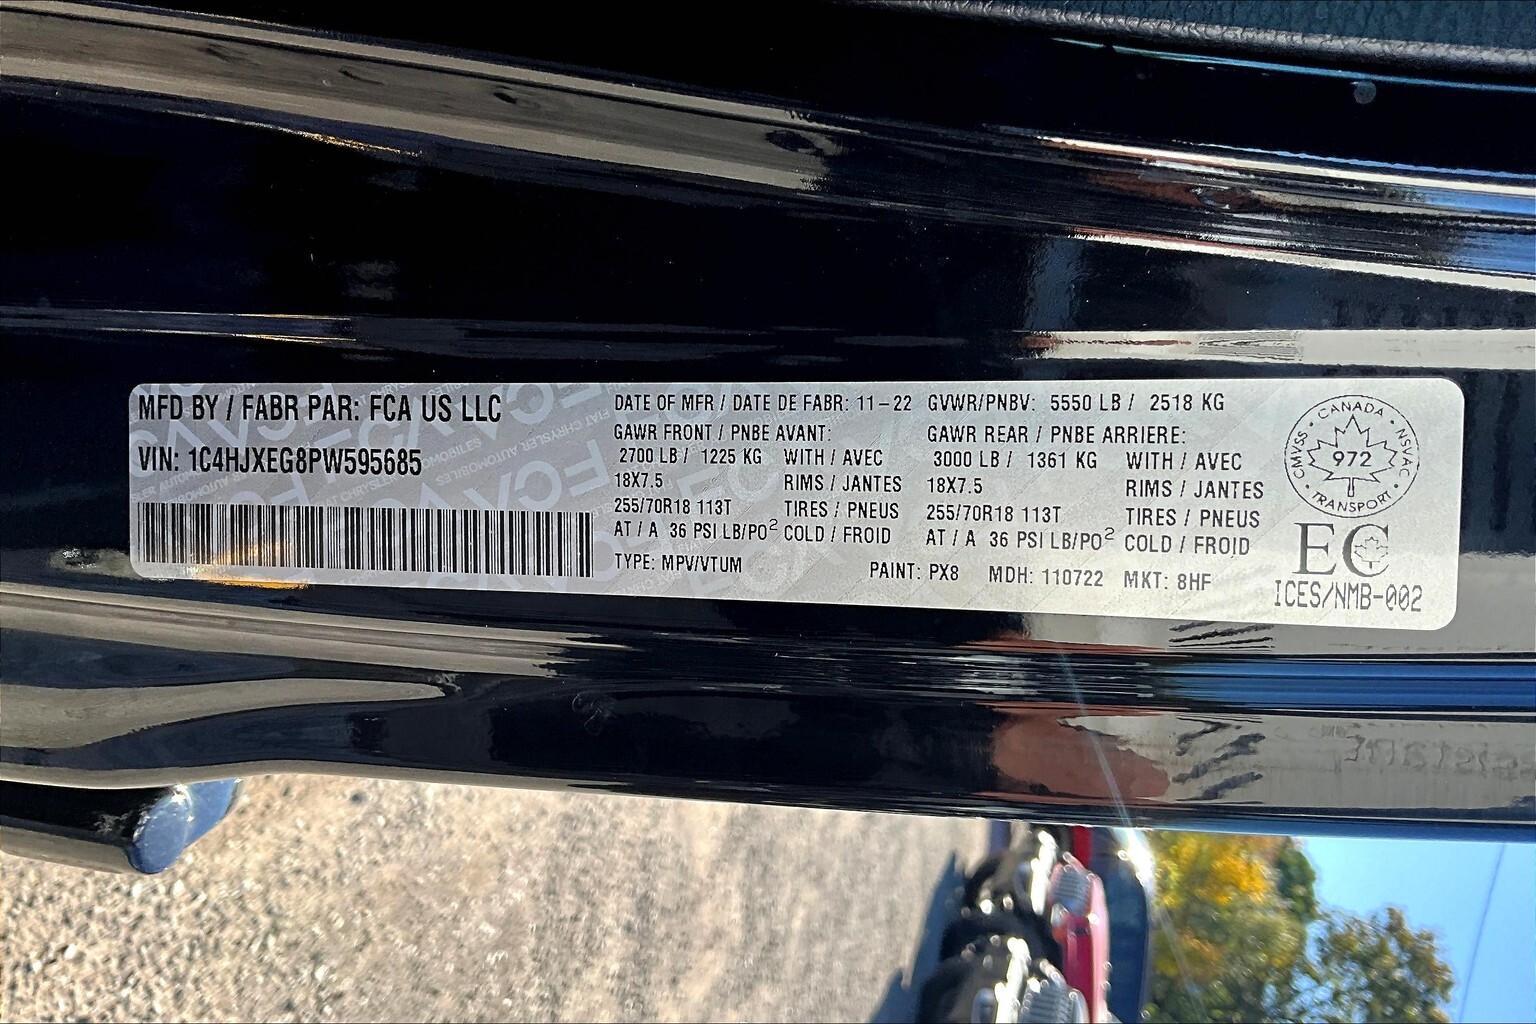 MFD BY / FABR PAR: FCA US LLC
VIN: 1C4HJXEG8PW595685
DATE OF MFR / DATE DE FABR: 11-22 GVWR/PNBV: 5550 LB / 2518 KG
GAWR FRONT / PNBE AVANT:
2700 LB / 1225 KG WITH / AVEC
18X7.5 RIMS / JANTES
255/70R18 113T TIRES / PNEUS
AT / A 36 PSI LB/PO² COLD / FROID
TYPE: MPV/VTUM
GAWR REAR / PNBE ARRIERE:
3000 LB / 1361 KG WITH / AVEC
18X7.5 RIMS / JANTES
255/70R18 113T TIRES / PNEUS
AT / A 36 PSI LB/PO² COLD / FROID
PAINT: PX8 MDH: 110722 MKT: 8HF
CANADA
CMVSS · NSVAC
972
TRANSPORT
EC
ICES/NMB-002